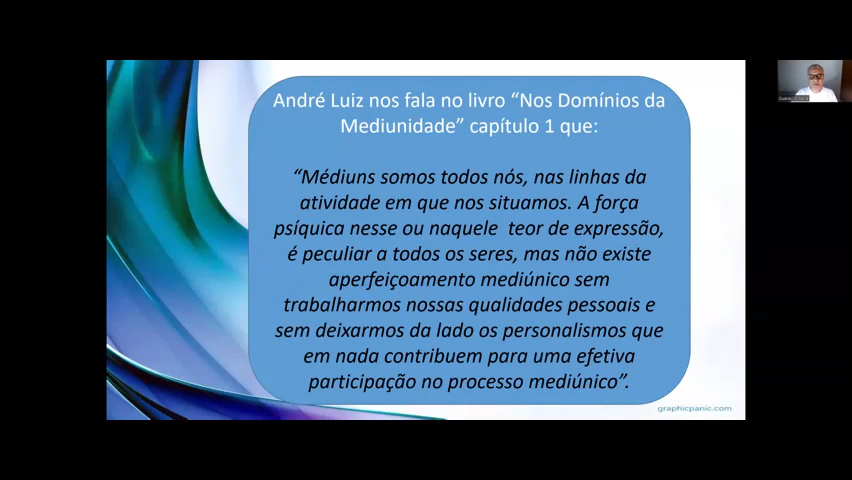 André Luiz nos fala no livro “Nos Domínios da
Mediunidade” capítulo 1 que:
“Médiuns somos todos nós, nas linhas da
atividade em que nos situamos. A força
psíquica nesse ou naquele  teor de expressão,
é peculiar a todos os seres, mas não existe
aperfeiçoamento mediúnico sem
trabalharmos nossas qualidades pessoais e
sem deixarmos da lado os personalismos que
em nada contribuem para uma efetiva
participação no processo mediúnico”.
graphicpanic.com